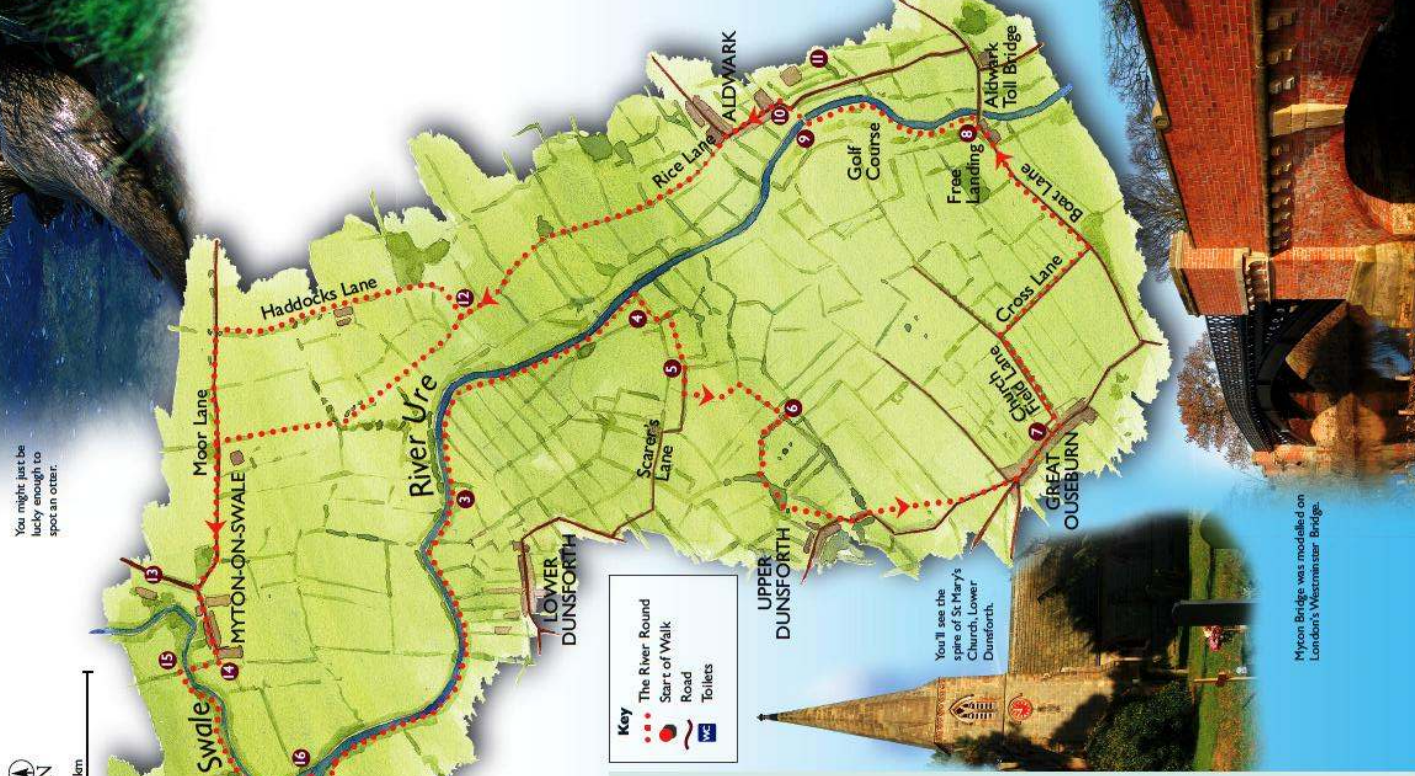 You might just be
lucky enough to
spot an otter.
N
km
Swale
16
15
14
13
MYTON-ON-SWALE
Moor Lane
Haddocks Lane
12
River Ure
3
Rice Lane
ALDWARK
10
11
9
Golf
Course
Free
Landing
8
Aldwark
Toll Bridge
Boat Lane
Cross Lane
Church
Field Lane
7
GREAT
OUSEBURN
4
5
6
Scarer's
Lane
LOWER
DUNSFORTH
UPPER
DUNSFORTH
Key
The River Round
Start of Walk
Road
WC Toilets
You'll see the
spire of St Mary's
Church, Lower
Dunsforth.
Myton Bridge was modelled on
London's Westminster Bridge.